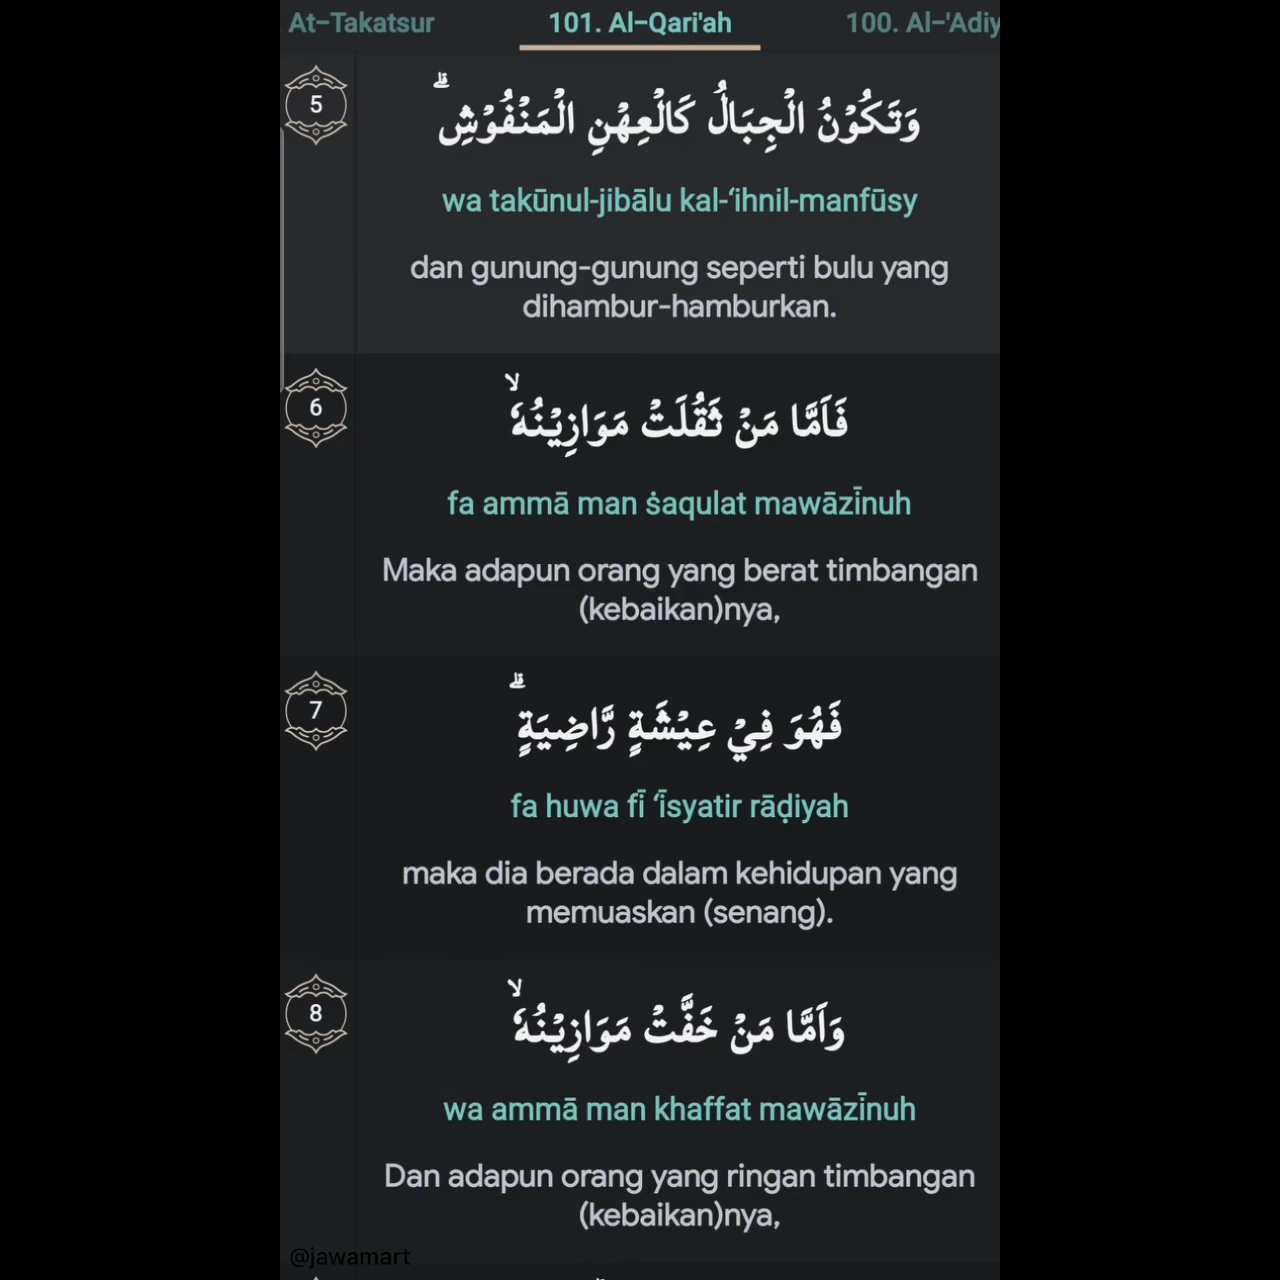 At-Takatsur 101. Al-Qari'ah 100. Al-'Adiy
5
وَتَكُوْنُ الْجِبَالُ كَالْعِهْنِ الْمَنْفُوْشِۗ
wa takūnul-jibālu kal-‘ihnil-manfūsy
dan gunung-gunung seperti bulu yang
dihambur-hamburkan.
6
فَاَمَّا مَنْ ثَقُلَتْ مَوَازِيْنُهٗۙ
fa ammā man ṡaqulat mawāzīnuh
Maka adapun orang yang berat timbangan
(kebaikan)nya,
7
فَهُوَ فِيْ عِيْشَةٍ رَّاضِيَةٍۗ
fa huwa fī ‘īsyatir rāḍiyah
maka dia berada dalam kehidupan yang
memuaskan (senang).
8
وَاَمَّا مَنْ خَفَّتْ مَوَازِيْنُهٗۙ
wa ammā man khaffat mawāzīnuh
Dan adapun orang yang ringan timbangan
(kebaikan)nya,
@jawamart